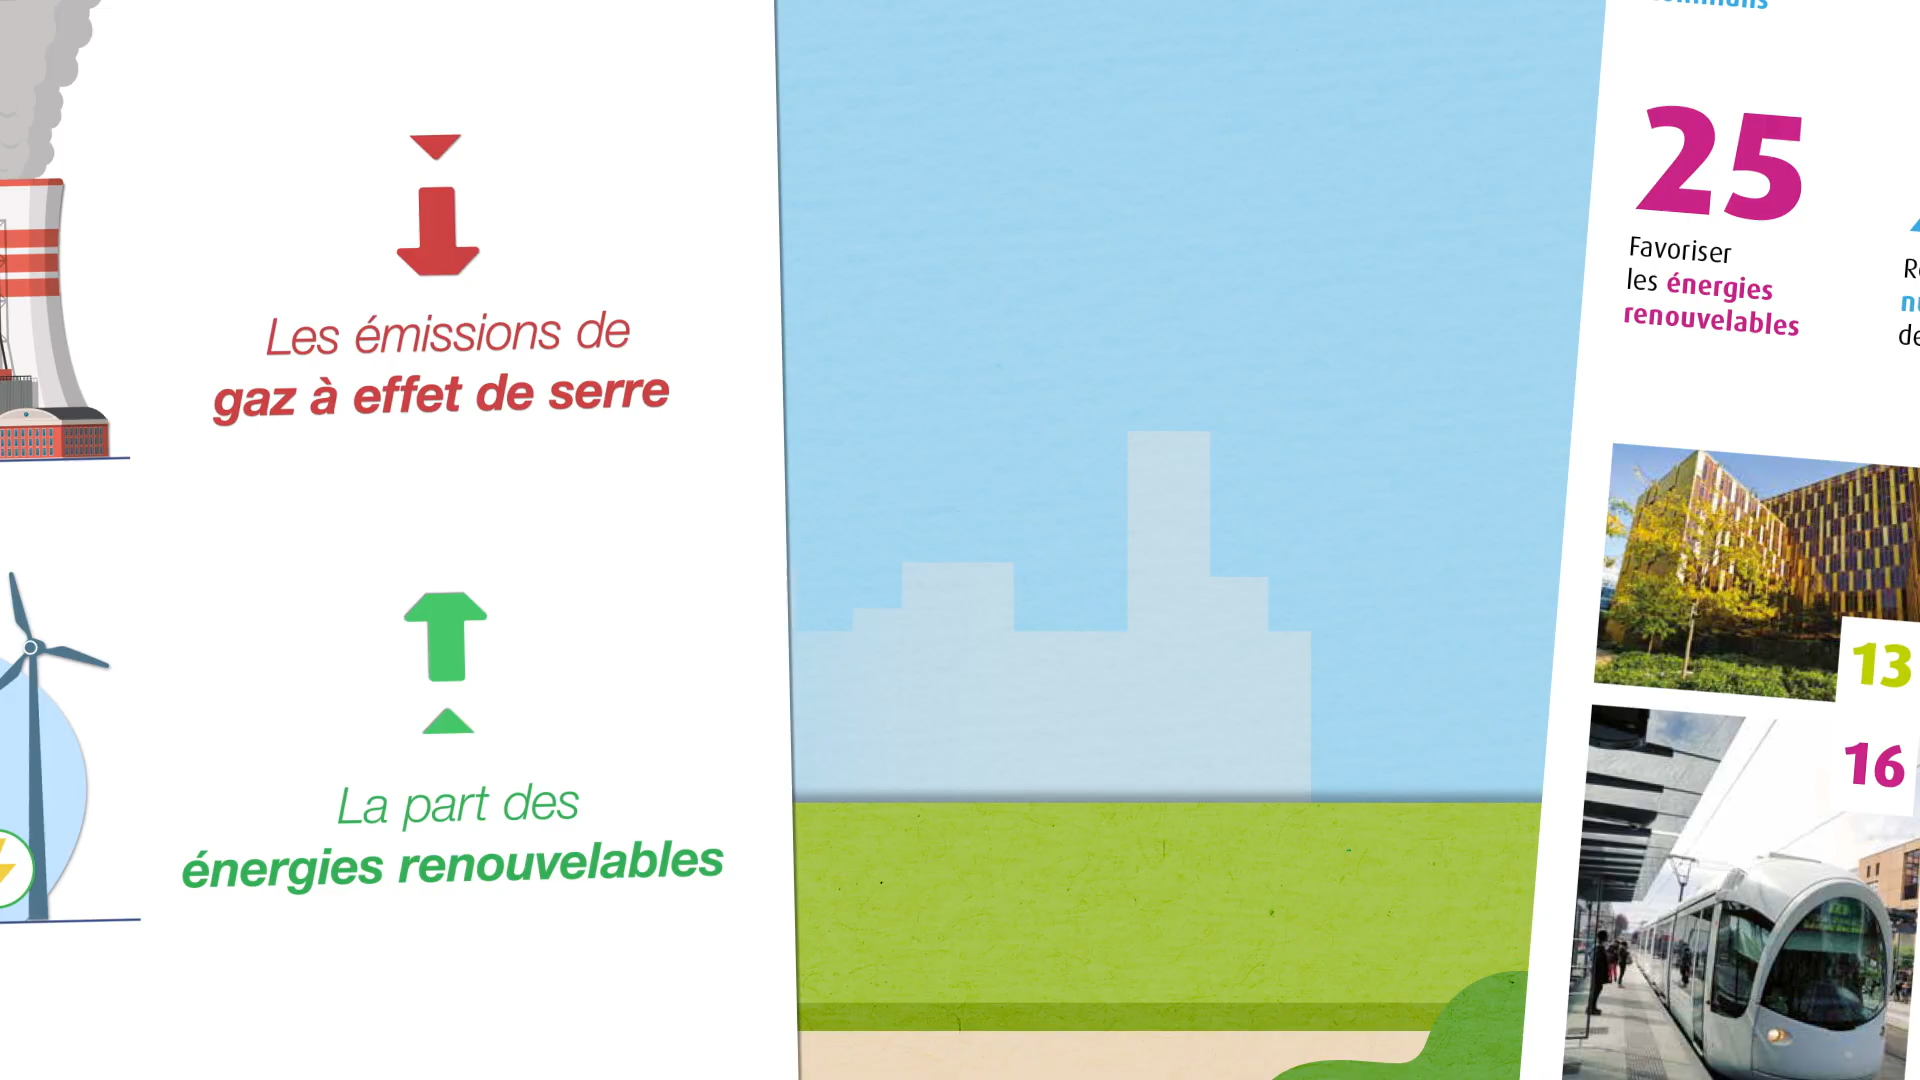 Les émissions de
gaz à effet de serre
La part des
énergies renouvelables
25
Favoriser
les énergies
renouvelables
13
16